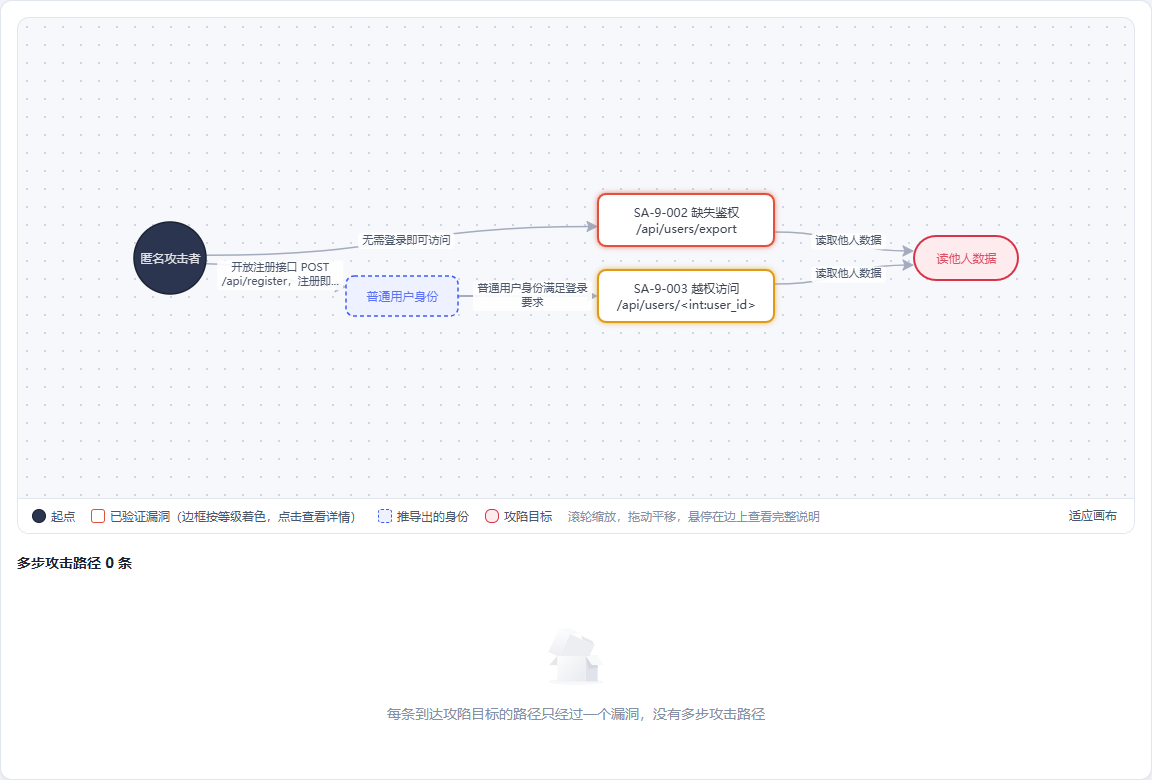 匿名攻击者
无需登录即可访问
开放注册接口 POST
/api/register，注册即...
普通用户身份
普通用户身份满足登录
要求
SA-9-002 缺失鉴权
/api/users/export
SA-9-003 越权访问
/api/users/<int:user_id>
读取他人数据
读取他人数据
读他人数据
起点 已验证漏洞（边框按等级着色，点击查看详情） 推导出的身份 攻陷目标 滚轮缩放，拖动平移，悬停在边上查看完整说明 适应画布
多步攻击路径 0 条
每条到达攻陷目标的路径只经过一个漏洞，没有多步攻击路径